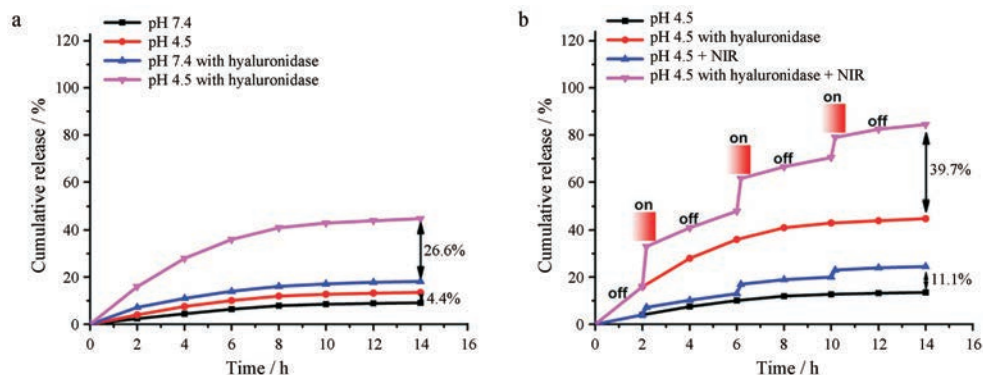 a
pH 7.4
pH 4.5
pH 7.4 with hyaluronidase
pH 4.5 with hyaluronidase
120
100
80
60
40
20
0
Cumulative release / %
26.6%
4.4%
0 2 4 6 8 10 12 14 16
Time / h
b
pH 4.5
pH 4.5 with hyaluronidase
pH 4.5 + NIR
pH 4.5 with hyaluronidase + NIR
120
100
80
60
40
20
0
Cumulative release / %
off
on
off
on
off
on
off
39.7%
11.1%
0 2 4 6 8 10 12 14 16
Time / h